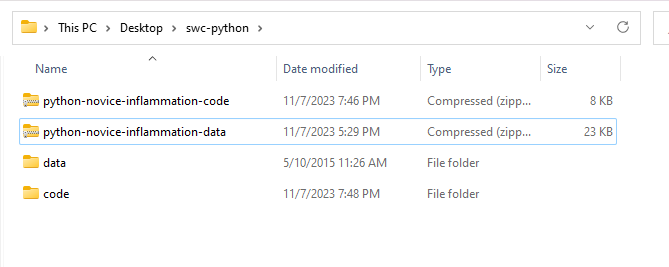 This PC > Desktop > swc-python >
Name Date modified Type Size
python-novice-inflammation-code 11/7/2023 7:46 PM Compressed (zipp... 8 KB
python-novice-inflammation-data 11/7/2023 5:29 PM Compressed (zipp... 23 KB
data 5/10/2015 11:26 AM File folder
code 11/7/2023 7:48 PM File folder